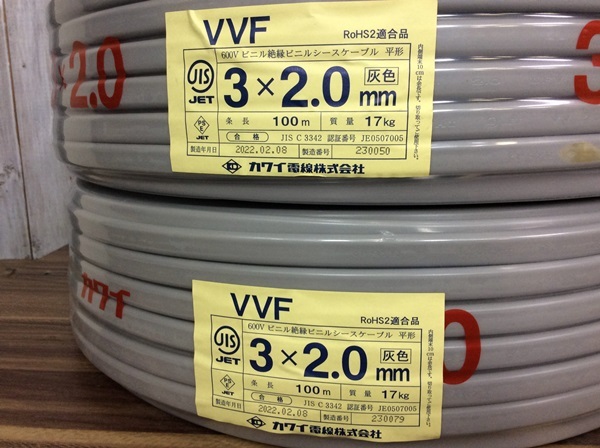 VVF RoHS2適合品
600V ビニル絶縁ビニルシースケーブル 平形
JIS JET 3×2.0mm 灰色
条長 100m 質量 17kg
PSE JET 合格 JIS C 3342 認証番号 JE0507005
製造年月日 2022.02.08 製造番号 230050
カワイ電線株式会社
×2.0
3
カワイ
0
VVF RoHS2適合品
600V ビニル絶縁ビニルシースケーブル 平形
JIS JET 3×2.0mm 灰色
条長 100m 質量 17kg
PSE JET 合格 JIS C 3342 認証番号 JE0507005
製造年月日 2022.02.08 製造番号 230079
カワイ電線株式会社